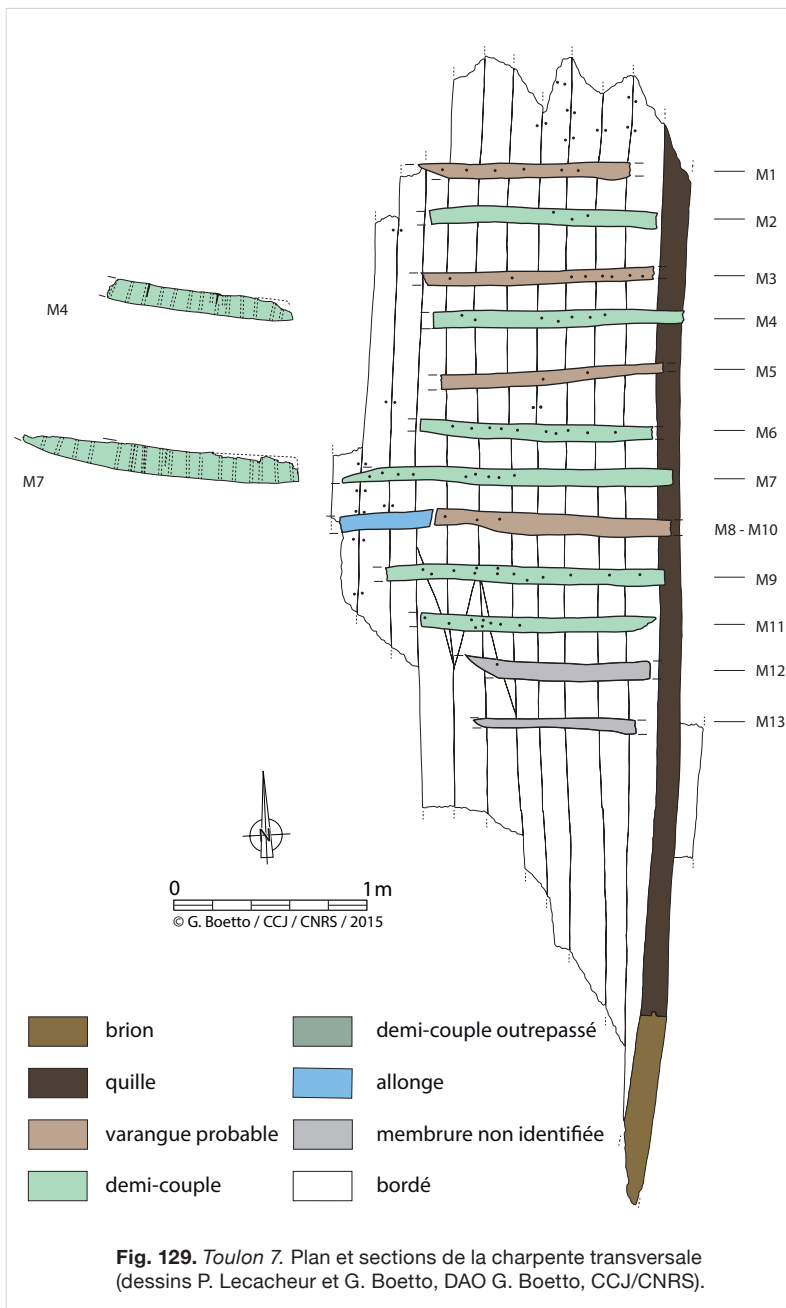 M1
M2
M3
M4
M4
M5
M6
M7
M7
M8 - M10
M9
M11
M12
M13
N
0 1 m
© G. Boetto / CCJ / CNRS / 2015
brion
quille
varangue probable
demi-couple
demi-couple outrepassé
allonge
membrure non identifiée
bordé
Fig. 129. Toulon 7. Plan et sections de la charpente transversale
(dessins P. Lecacheur et G. Boetto, DAO G. Boetto, CCJ/CNRS).